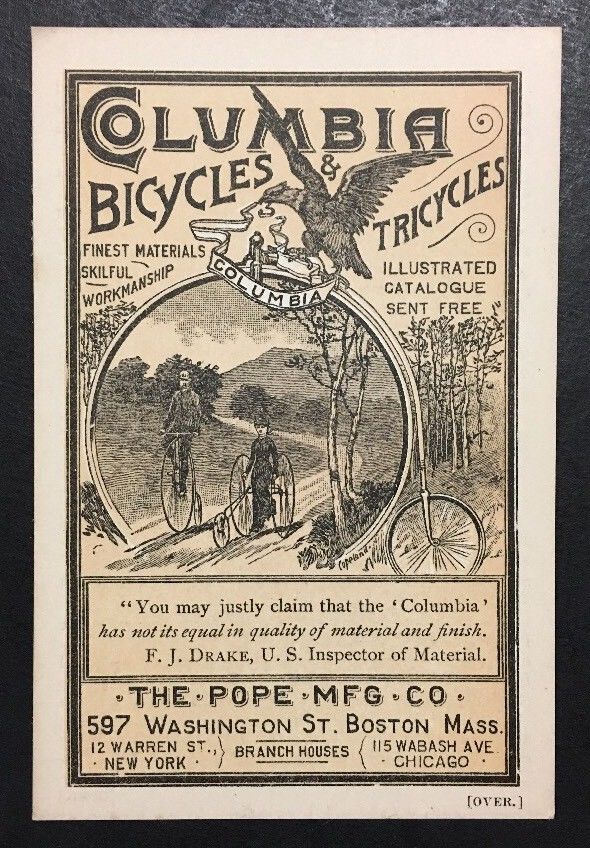 COLUMBIA
BICYCLES & TRICYCLES
FINEST MATERIALS
SKILFUL
WORKMANSHIP
ILLUSTRATED
CATALOGUE
SENT FREE
COLUMBIA
Copeland
"You may justly claim that the 'Columbia'
has not its equal in quality of material and finish.
F. J. DRAKE, U. S. Inspector of Material.
· THE · POPE · MFG · CO ·
597 WASHINGTON ST. BOSTON MASS.
12 WARREN ST.,
· NEW YORK ·
BRANCH HOUSES
115 WABASH AVE
· CHICAGO ·
[OVER.]